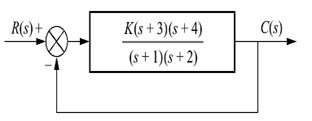 R(s) +
K(s + 3)(s + 4)
(s + 1)(s + 2)
C(s)
−